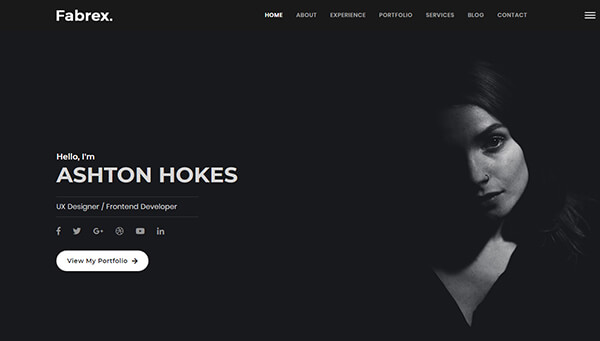 Fabrex.
HOME ABOUT EXPERIENCE PORTFOLIO SERVICES BLOG CONTACT
Hello, I'm
ASHTON HOKES
UX Designer / Frontend Developer
View My Portfolio